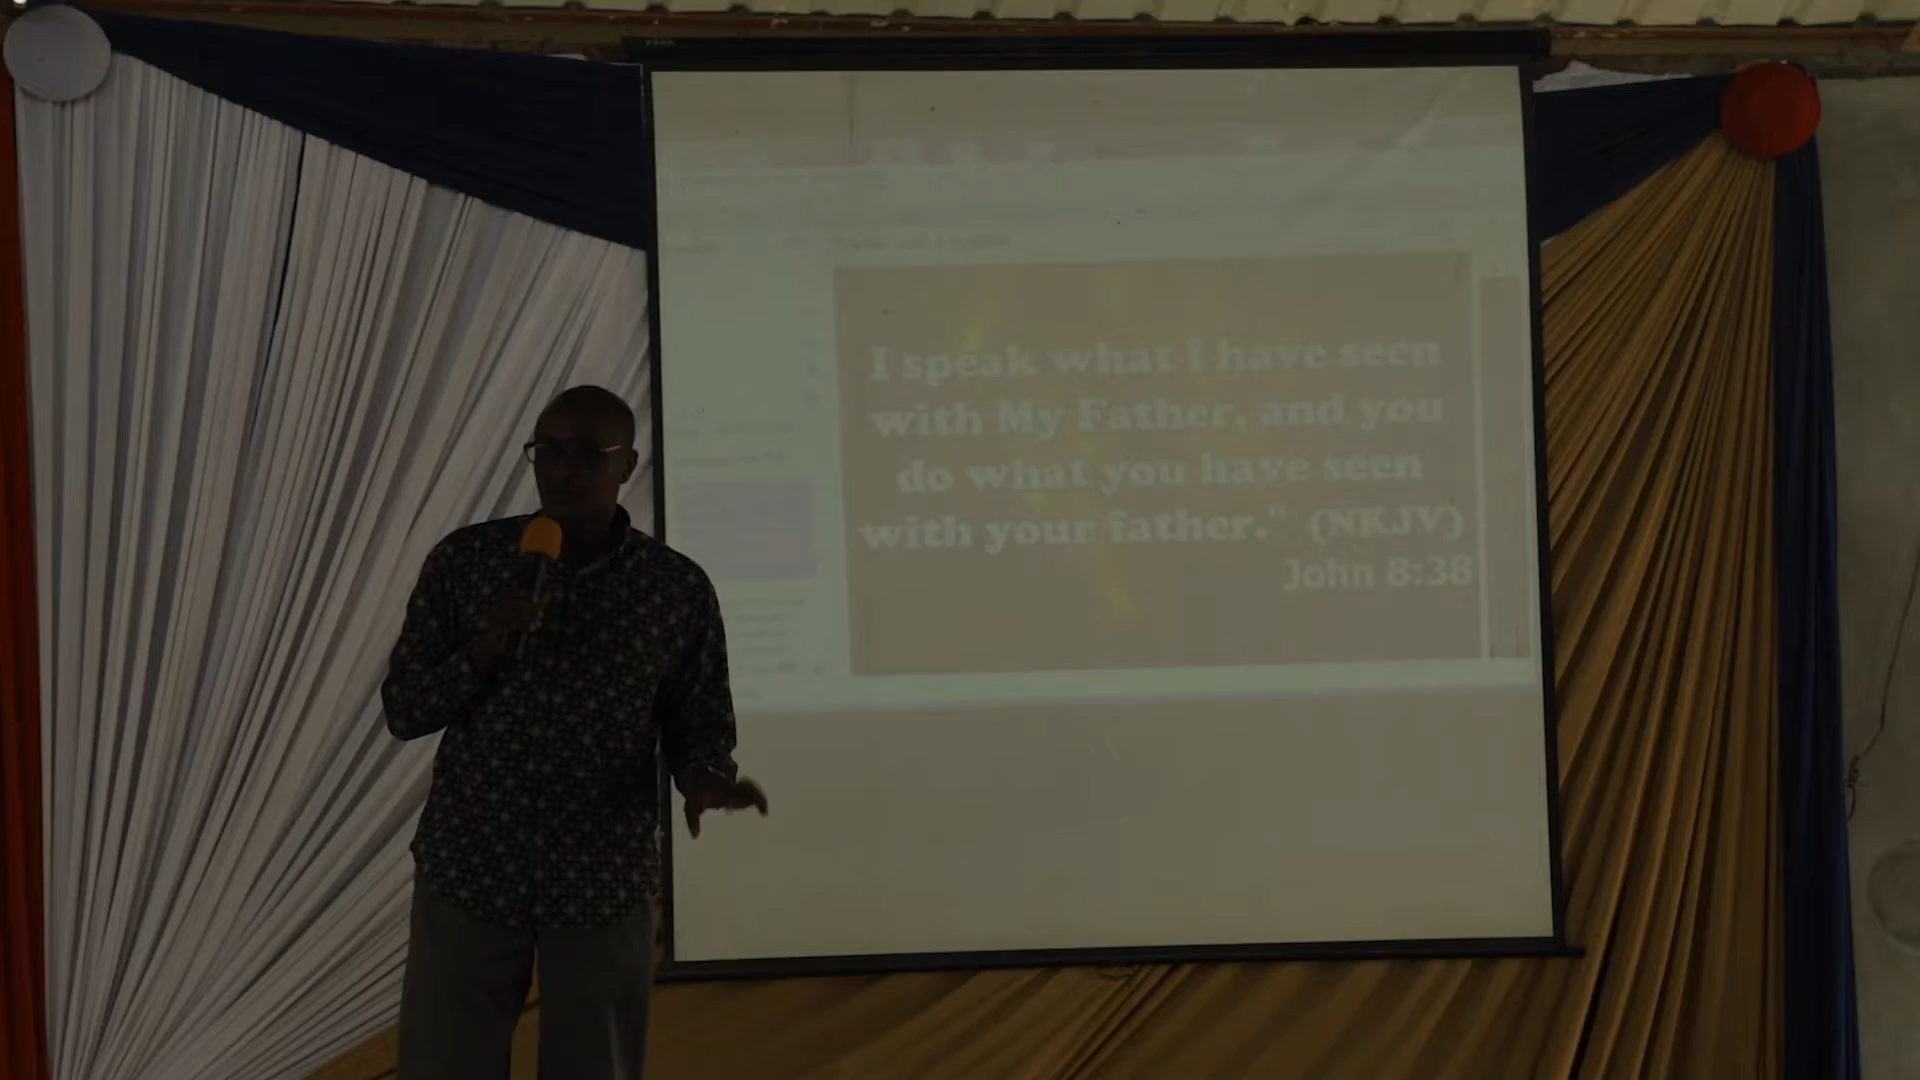 I speak what I have seen
with My Father, and you
do what you have seen
with your father." (NKJV)
John 8:38